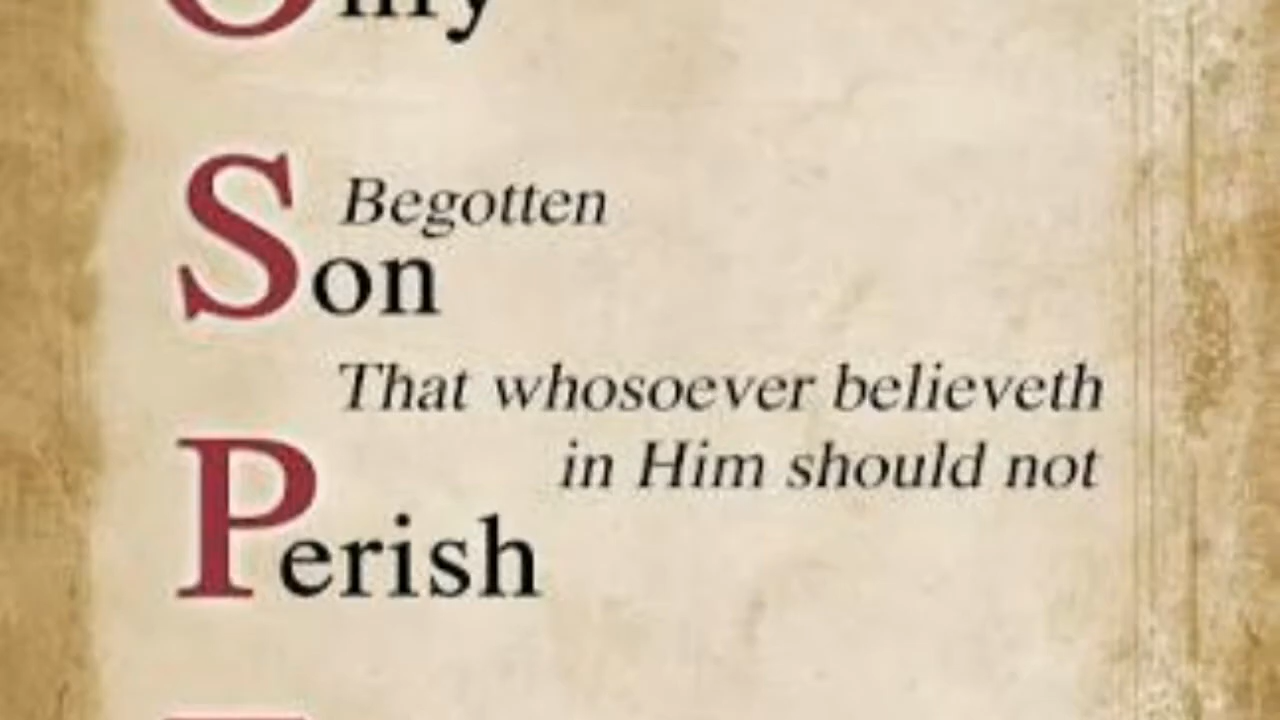 Only
Begotten
Son
That whosoever believeth
in Him should not
Perish